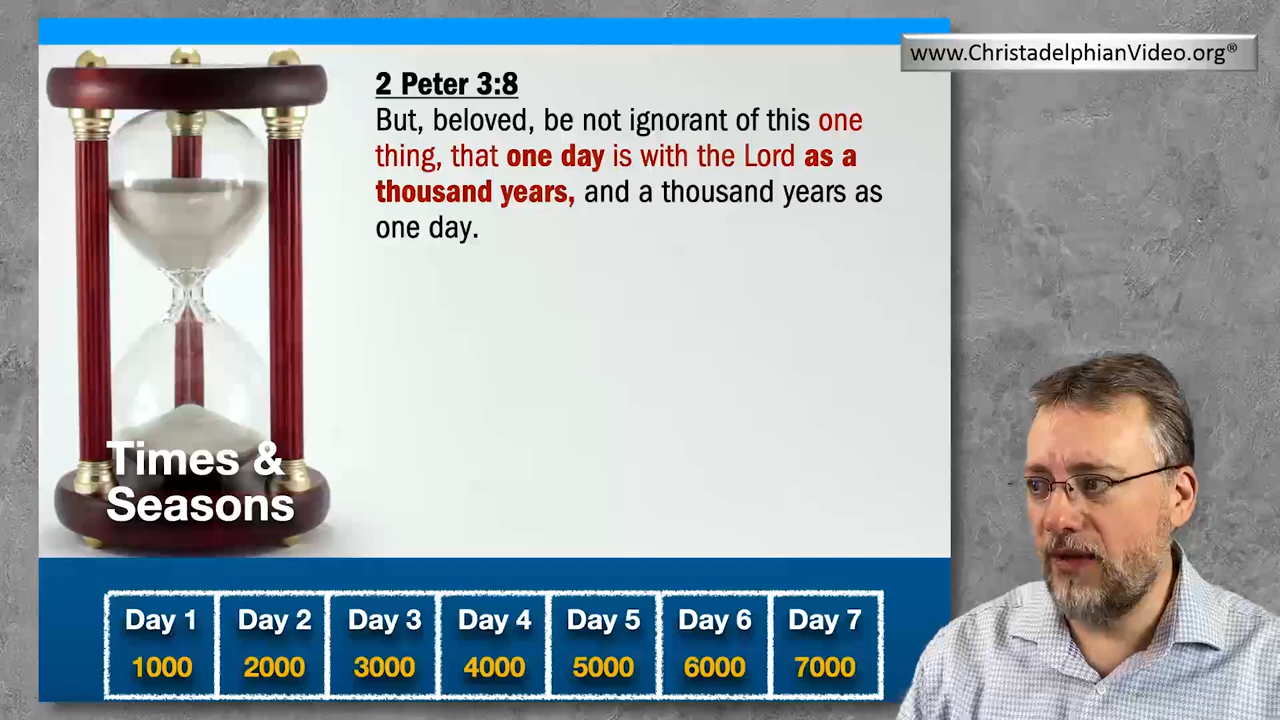 www.ChristadelphianVideo.org®
2 Peter 3:8
But, beloved, be not ignorant of this one
thing, that one day is with the Lord as a
thousand years, and a thousand years as
one day.
Times &
Seasons
Day 1 Day 2 Day 3 Day 4 Day 5 Day 6 Day 7
1000 2000 3000 4000 5000 6000 7000